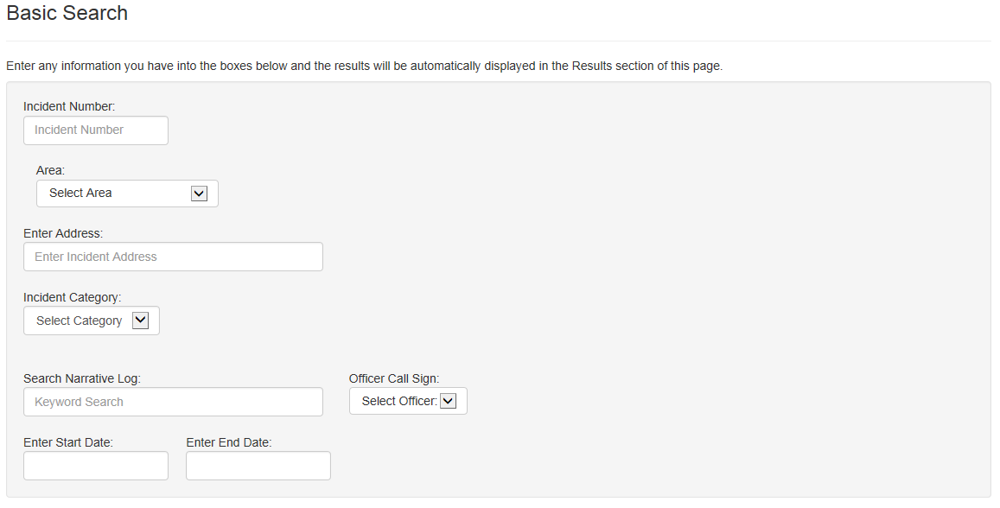 Basic Search
Enter any information you have into the boxes below and the results will be automatically displayed in the Results section of this page.
Incident Number:
Incident Number
Area:
Select Area
Enter Address:
Enter Incident Address
Incident Category:
Select Category
Search Narrative Log: Officer Call Sign:
Keyword Search Select Officer:
Enter Start Date: Enter End Date: